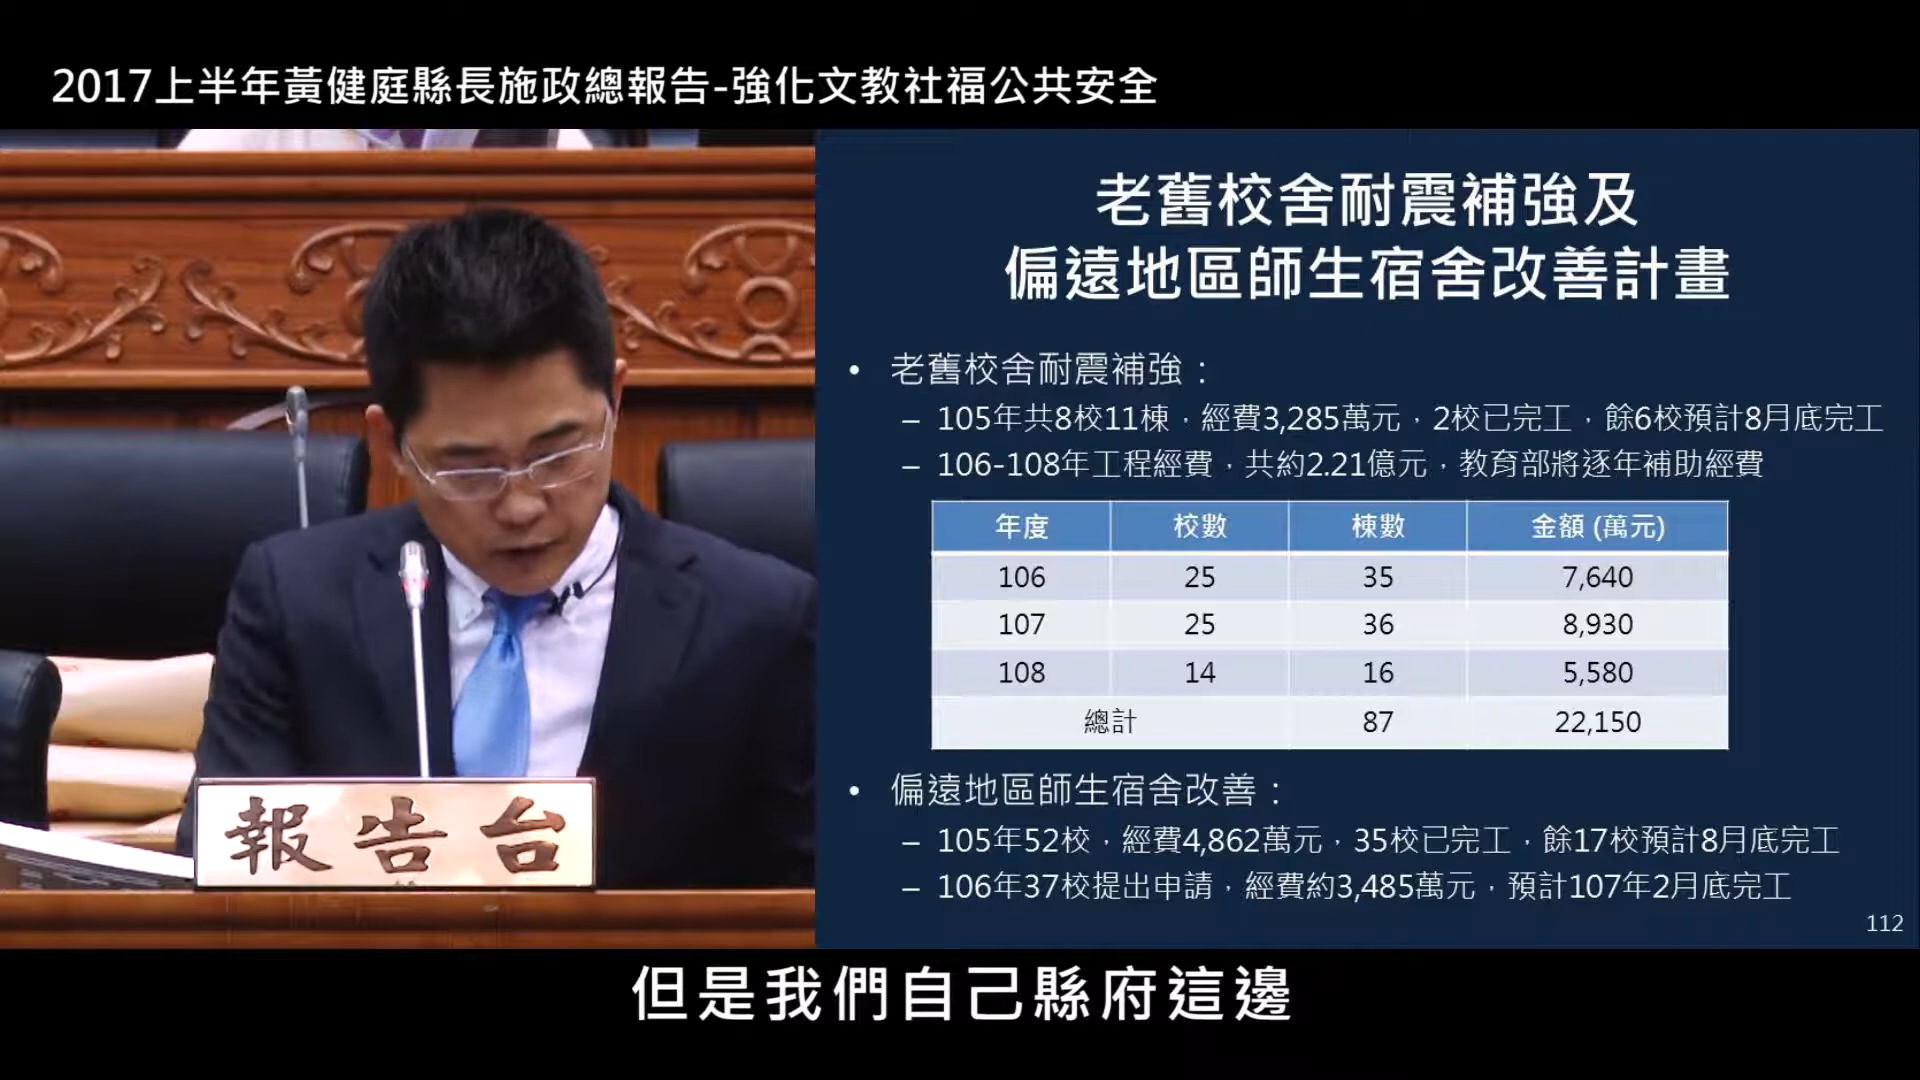 2017上半年黃健庭縣長施政總報告-強化文教社福公共安全
老舊校舍耐震補強及
偏遠地區師生宿舍改善計畫
• 老舊校舍耐震補強：
– 105年共8校11棟，經費3,285萬元，2校已完工，餘6校預計8月底完工
– 106-108年工程經費，共約2.21億元，教育部將逐年補助經費
年度 校數 棟數 金額 (萬元)
106 25 35 7,640
107 25 36 8,930
108 14 16 5,580
總計 87 22,150
• 偏遠地區師生宿舍改善：
– 105年52校，經費4,862萬元，35校已完工，餘17校預計8月底完工
– 106年37校提出申請，經費約3,485萬元，預計107年2月底完工
112
報告台
但是我們自己縣府這邊